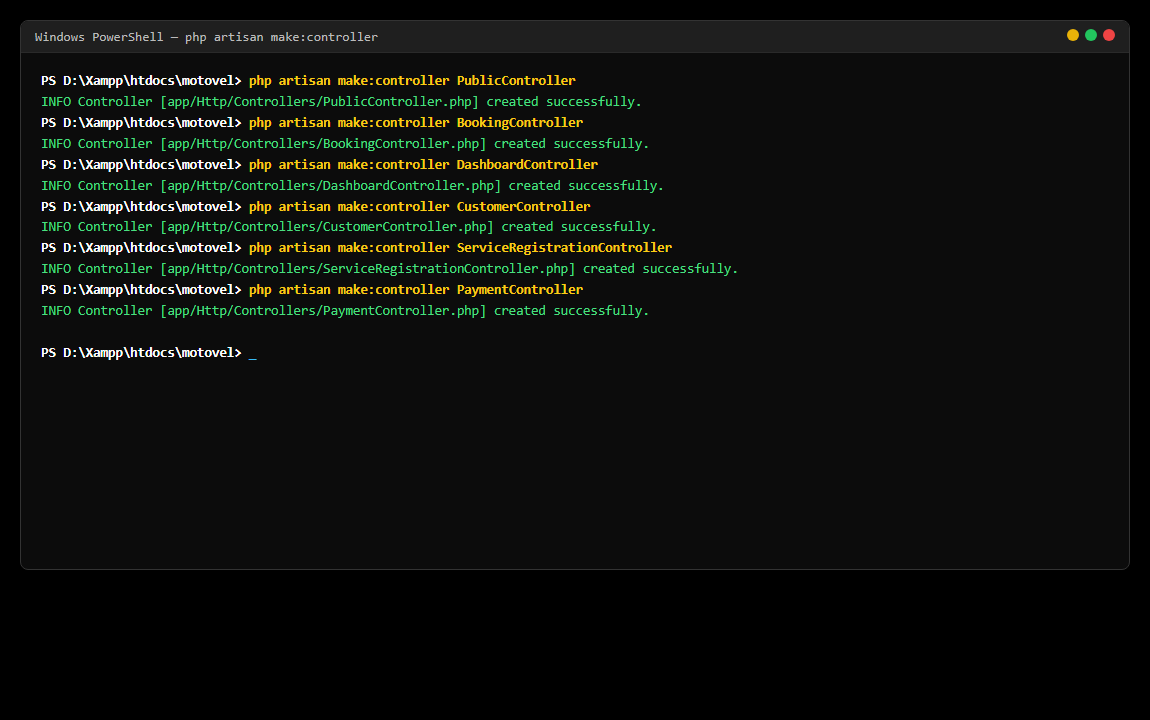 Windows PowerShell — php artisan make:controller
PS D:\Xampp\htdocs\motovel> php artisan make:controller PublicController
INFO Controller [app/Http/Controllers/PublicController.php] created successfully.
PS D:\Xampp\htdocs\motovel> php artisan make:controller BookingController
INFO Controller [app/Http/Controllers/BookingController.php] created successfully.
PS D:\Xampp\htdocs\motovel> php artisan make:controller DashboardController
INFO Controller [app/Http/Controllers/DashboardController.php] created successfully.
PS D:\Xampp\htdocs\motovel> php artisan make:controller CustomerController
INFO Controller [app/Http/Controllers/CustomerController.php] created successfully.
PS D:\Xampp\htdocs\motovel> php artisan make:controller ServiceRegistrationController
INFO Controller [app/Http/Controllers/ServiceRegistrationController.php] created successfully.
PS D:\Xampp\htdocs\motovel> php artisan make:controller PaymentController
INFO Controller [app/Http/Controllers/PaymentController.php] created successfully.
PS D:\Xampp\htdocs\motovel> _